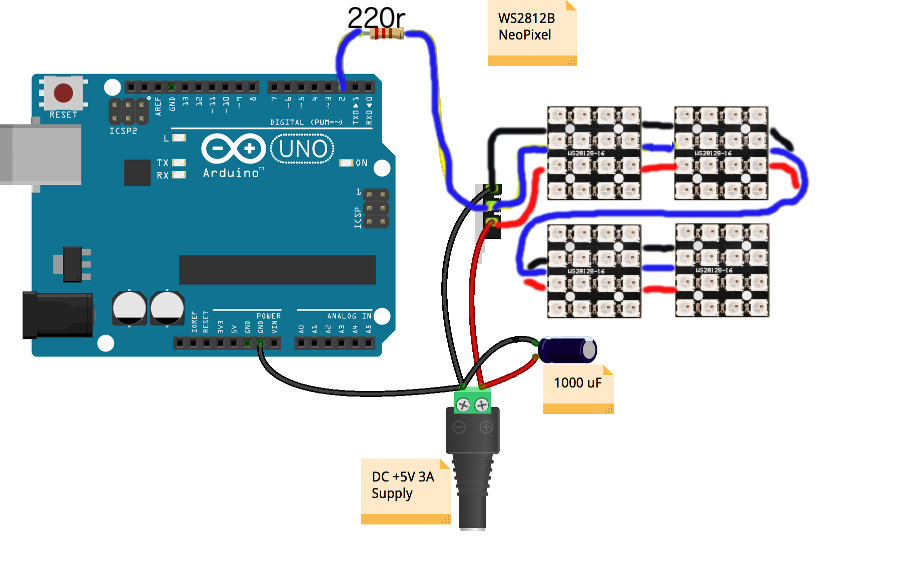 220r
WS2812B
NeoPixel
RESET
ICSP2
AREF
GND
13
12
~11
~10
~9
8
7
~6
~5
4
~3
2
TX0 1
RX0 0
DIGITAL (PWM=~)
L
TX
RX
UNO
ON
Arduino™
1
ICSP
WS2812B-16
WS2812B-16
WS2812B-16
WS2812B-16
POWER
ANALOG IN
IOREF
RESET
3V3
5V
GND
GND
VIN
A0
A1
A2
A3
A4
A5
1000 uF
DC +5V 3A
Supply